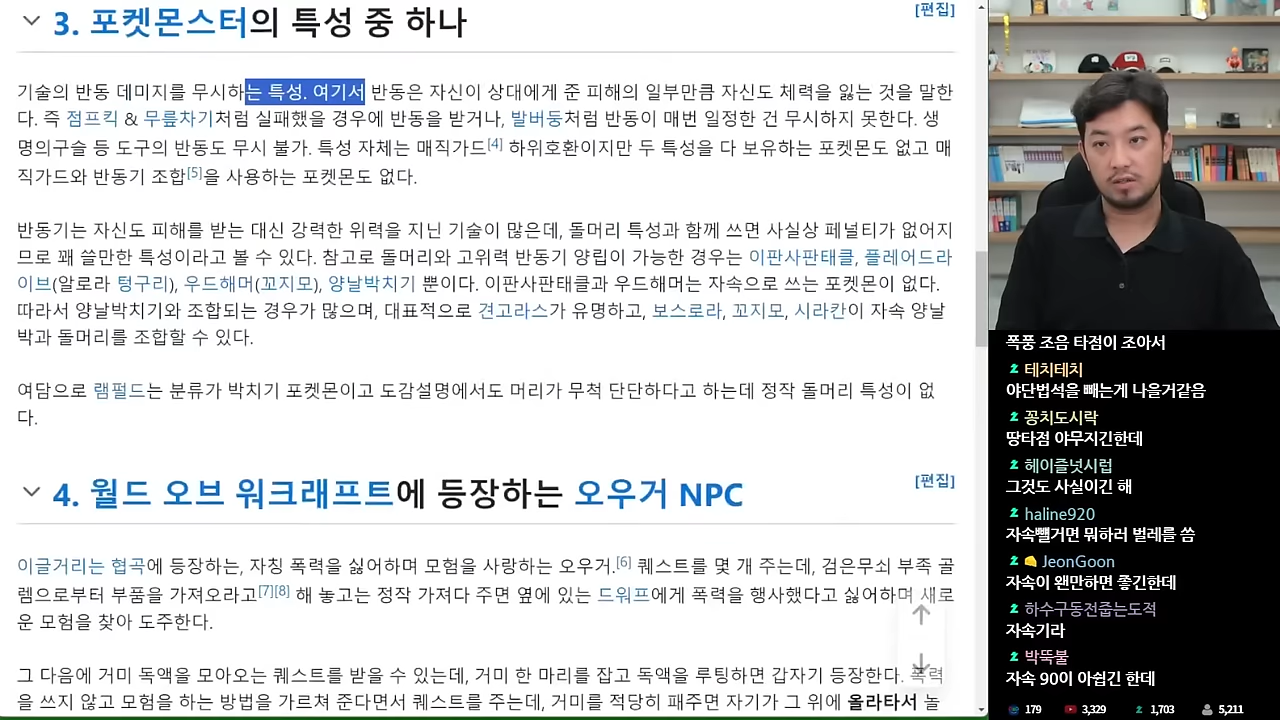 3. 포켓몬스터의 특성 중 하나
[편집]
기술의 반동 데미지를 무시하는 특성. 여기서 반동은 자신이 상대에게 준 피해의 일부만큼 자신도 체력을 잃는 것을 말한
다. 즉 점프킥 & 무릎차기처럼 실패했을 경우에 반동을 받거나, 발버둥처럼 반동이 매번 일정한 건 무시하지 못한다. 생
명의구슬 등 도구의 반동도 무시 불가. 특성 자체는 매직가드[4] 하위호환이지만 두 특성을 다 보유하는 포켓몬도 없고 매
직가드와 반동기 조합[5]을 사용하는 포켓몬도 없다.
반동기는 자신도 피해를 받는 대신 강력한 위력을 지닌 기술이 많은데, 돌머리 특성과 함께 쓰면 사실상 페널티가 없어지
므로 꽤 쓸만한 특성이라고 볼 수 있다. 참고로 돌머리와 고위력 반동기 양립이 가능한 경우는 이판사판태클, 플레어드라
이브(알로라 텅구리), 우드해머(꼬지모), 양날박치기 뿐이다. 이판사판태클과 우드해머는 자속으로 쓰는 포켓몬이 없다.
따라서 양날박치기와 조합되는 경우가 많으며, 대표적으로 견고라스가 유명하고, 보스로라, 꼬지모, 시라칸이 자속 양날
박과 돌머리를 조합할 수 있다.
여담으로 램펄드는 분류가 박치기 포켓몬이고 도감설명에서도 머리가 무척 단단하다고 하는데 정작 돌머리 특성이 없
다.
4. 월드 오브 워크래프트에 등장하는 오우거 NPC
[편집]
이글거리는 협곡에 등장하는, 자칭 폭력을 싫어하며 모험을 사랑하는 오우거.[6] 퀘스트를 몇 개 주는데, 검은무쇠 부족 골
렘으로부터 부품을 가져오라고[7][8] 해 놓고는 정작 가져다 주면 옆에 있는 드워프에게 폭력을 행사했다고 싫어하며 새로
운 모험을 찾아 도주한다.
그 다음에 거미 독액을 모아오는 퀘스트를 받을 수 있는데, 거미 한 마리를 잡고 독액을 루팅하면 갑자기 등장한다. 폭력
을 쓰지 않고 모험을 하는 방법을 가르쳐 준다면서 퀘스트를 주는데, 거미를 적당히 패주면 자기가 그 위에 올라타서 놀
폭풍 조음 타점이 조아서
테치테치
야단법석을 빼는게 나을거같음
꽁치도시락
땅타점 야무지긴한데
헤이즐넛시럽
그것도 사실이긴 해
haline920
자속뺄거면 뭐하러 벌레를 씀
JeonGoon
자속이 왠만하면 좋긴한데
하수구동전줍는도적
자속기라
박뚝불
자속 90이 아쉽긴 한데
179 3,329 1,703 5,211